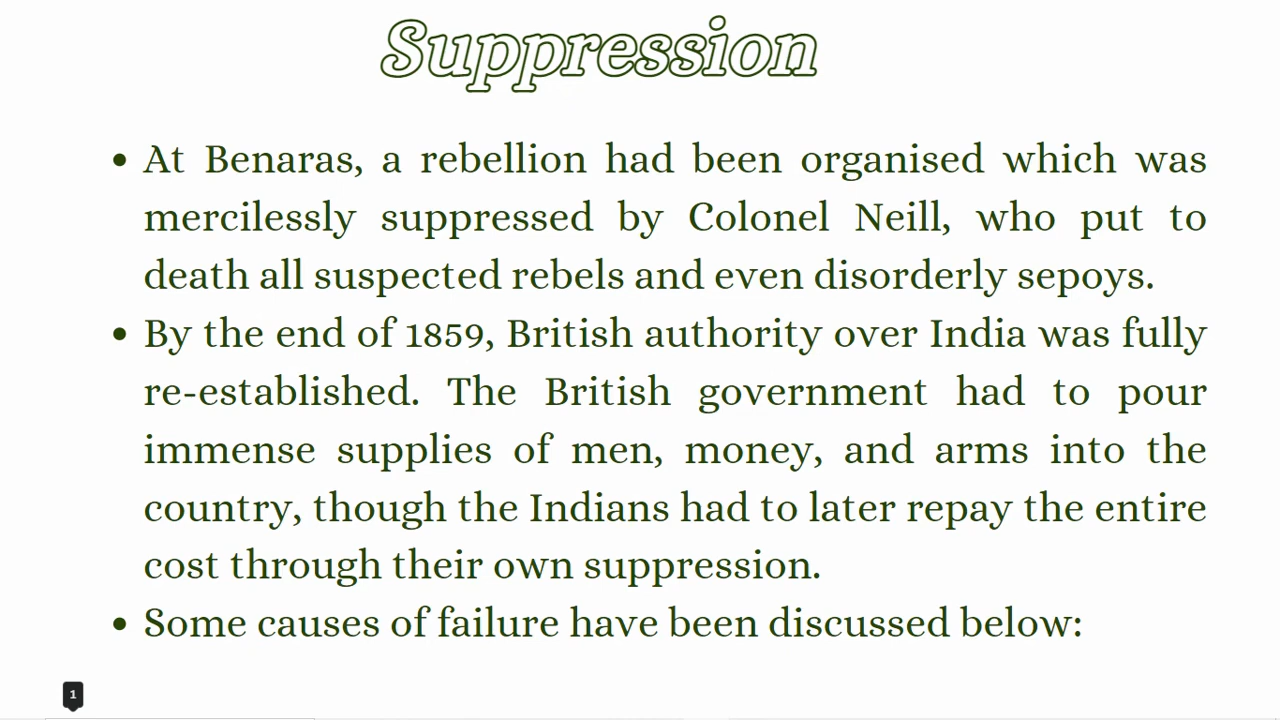 Suppression
• At Benaras, a rebellion had been organised which was
mercilessly suppressed by Colonel Neill, who put to
death all suspected rebels and even disorderly sepoys.
• By the end of 1859, British authority over India was fully
re-established. The British government had to pour
immense supplies of men, money, and arms into the
country, though the Indians had to later repay the entire
cost through their own suppression.
• Some causes of failure have been discussed below:
1